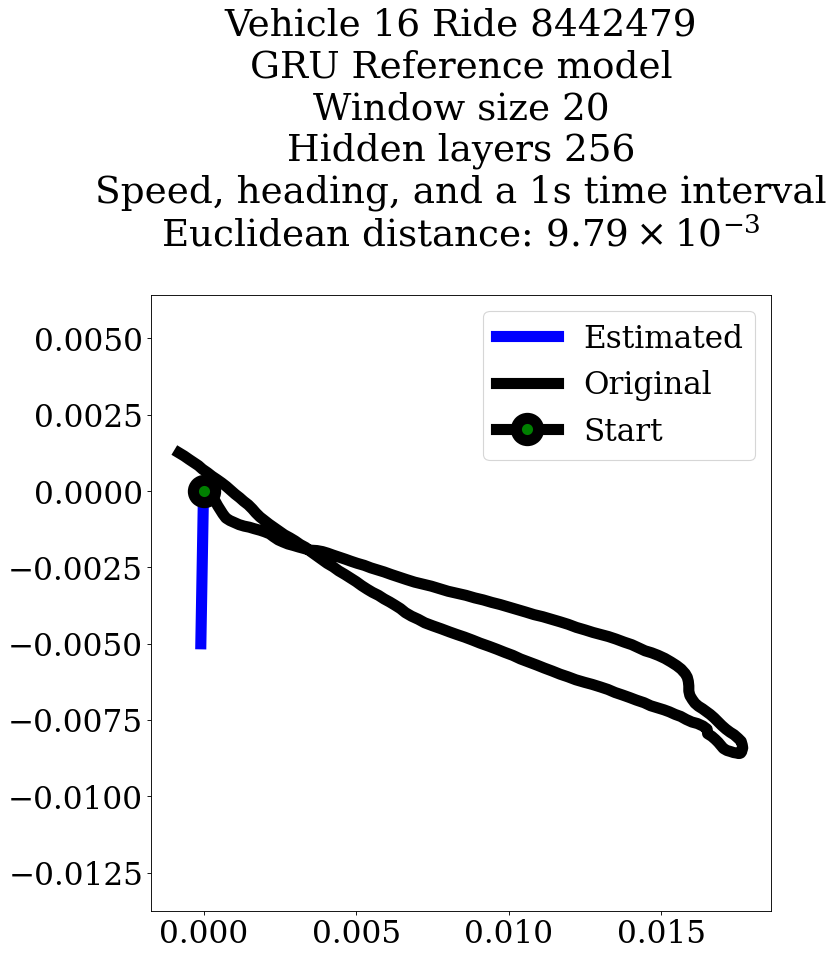 Vehicle 16 Ride 8442479
GRU Reference model
Window size 20
Hidden layers 256
Speed, heading, and a 1s time interval
Euclidean distance: 9.79 × 10⁻³
Estimated
Original
Start
0.0050
0.0025
0.0000
−0.0025
−0.0050
−0.0075
−0.0100
−0.0125
0.000 0.005 0.010 0.015